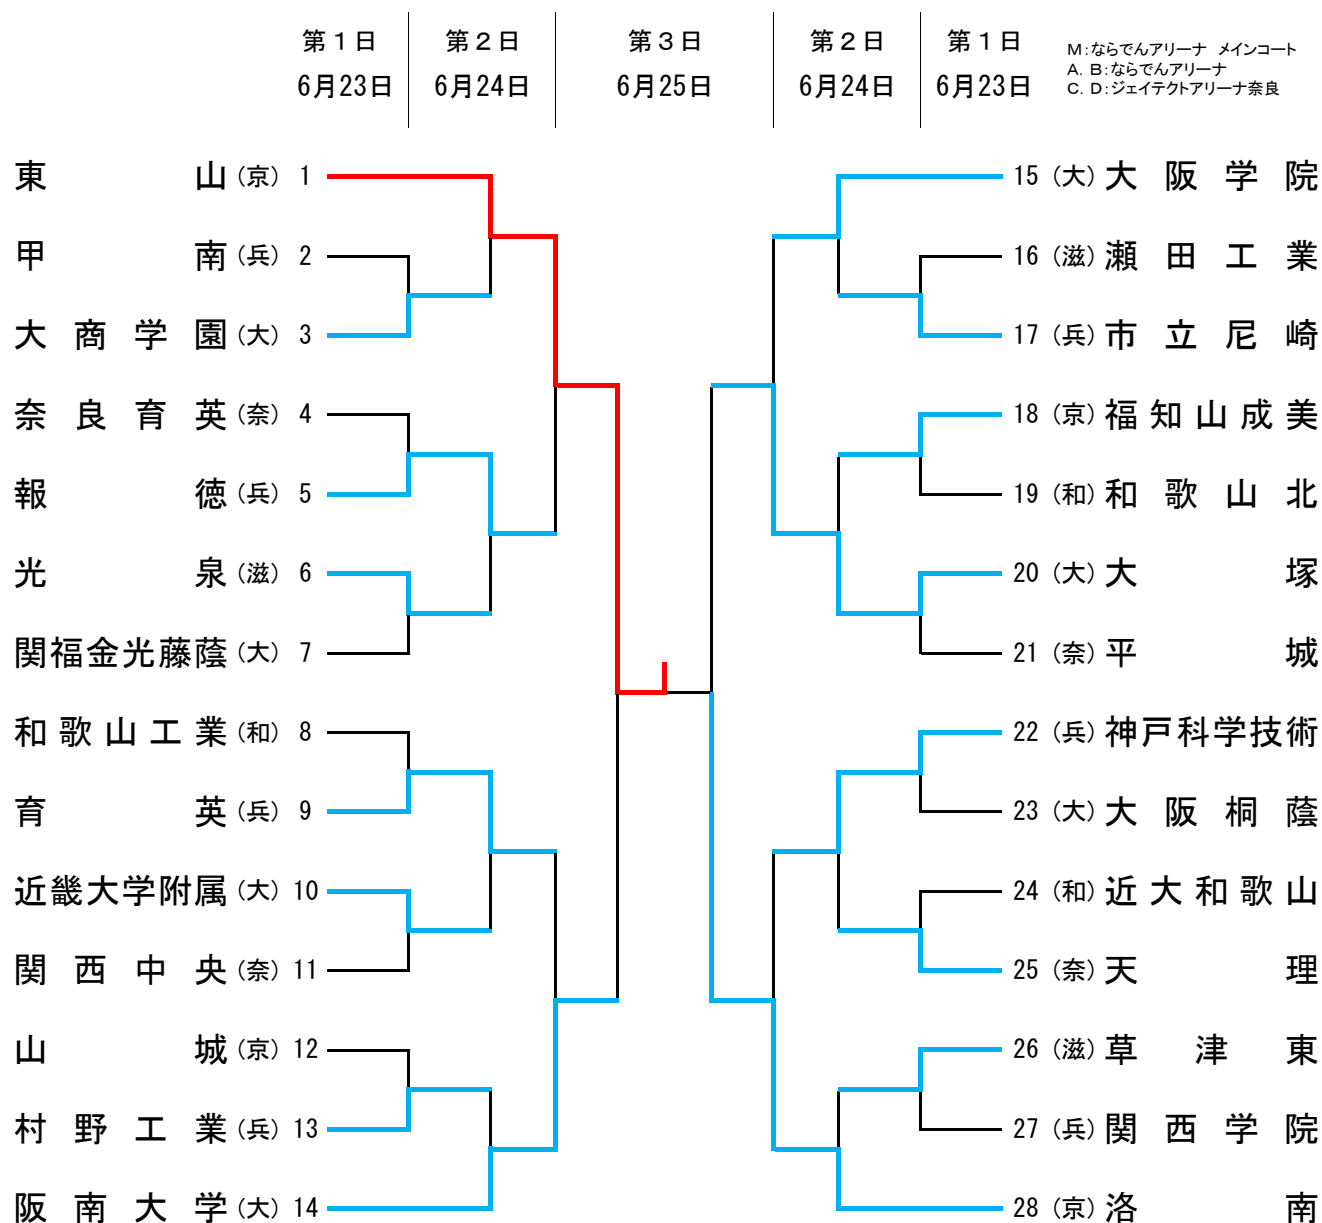 第1日 第2日 第3日 第2日 第1日
6月23日 6月24日 6月25日 6月24日 6月23日
M:ならでんアリーナ メインコート
A. B:ならでんアリーナ
C. D:ジェイテクトアリーナ奈良
東山(京) 1
甲南(兵) 2
大商学園(大) 3
奈良育英(奈) 4
報徳(兵) 5
光泉(滋) 6
関福金光藤蔭(大) 7
和歌山工業(和) 8
育英(兵) 9
近畿大学附属(大) 10
関西中央(奈) 11
山城(京) 12
村野工業(兵) 13
阪南大学(大) 14
15 (大) 大阪学院
16 (滋) 瀬田工業
17 (兵) 市立尼崎
18 (京) 福知山成美
19 (和) 和歌山北
20 (大) 大塚
21 (奈) 平城
22 (兵) 神戸科学技術
23 (大) 大阪桐蔭
24 (和) 近大和歌山
25 (奈) 天理
26 (滋) 草津東
27 (兵) 関西学院
28 (京) 洛南